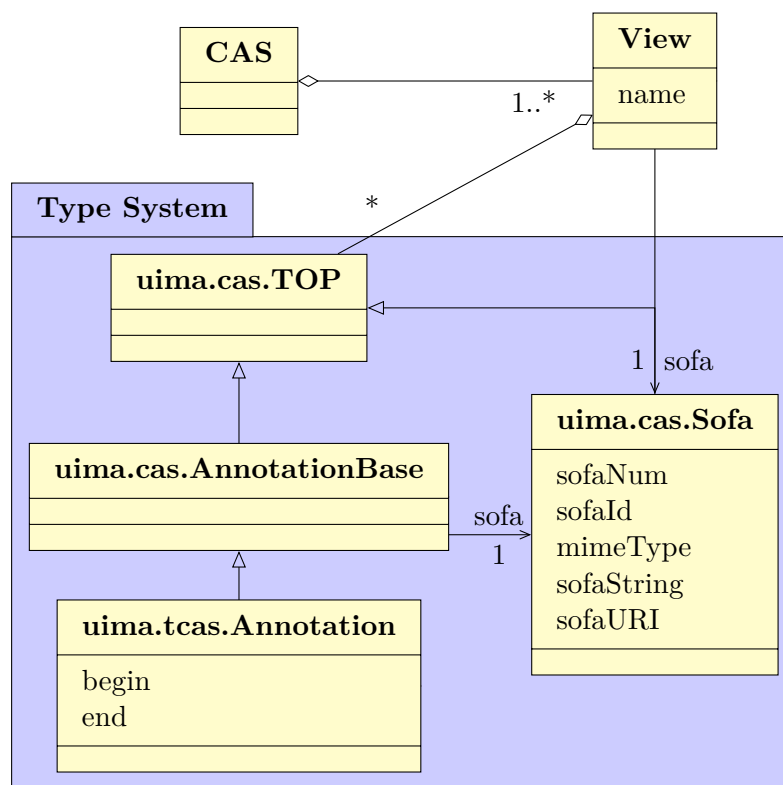 CAS
View
name
1..*
*
Type System
uima.cas.TOP
1 sofa
uima.cas.AnnotationBase
sofa
1
uima.cas.Sofa
sofaNum
sofaId
mimeType
sofaString
sofaURI
uima.tcas.Annotation
begin
end